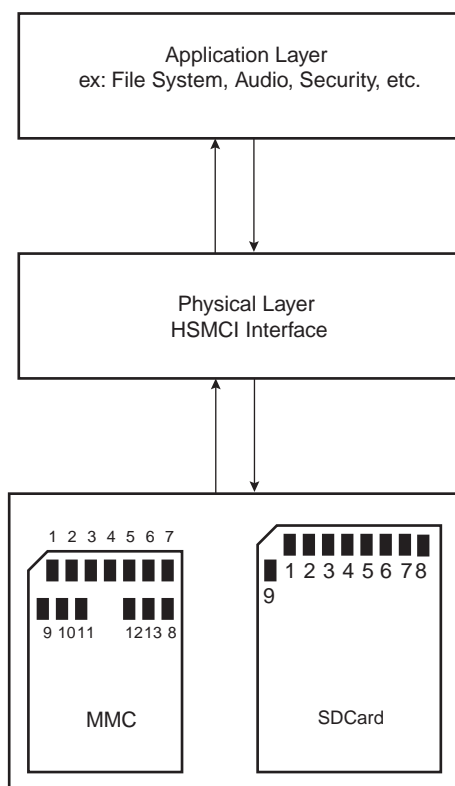 Application Layer
ex: File System, Audio, Security, etc.
Physical Layer
HSMCI Interface
1 2 3 4 5 6 7
9 10 11 12 13 8
MMC
1 2 3 4 5 6 7 8
9
SDCard